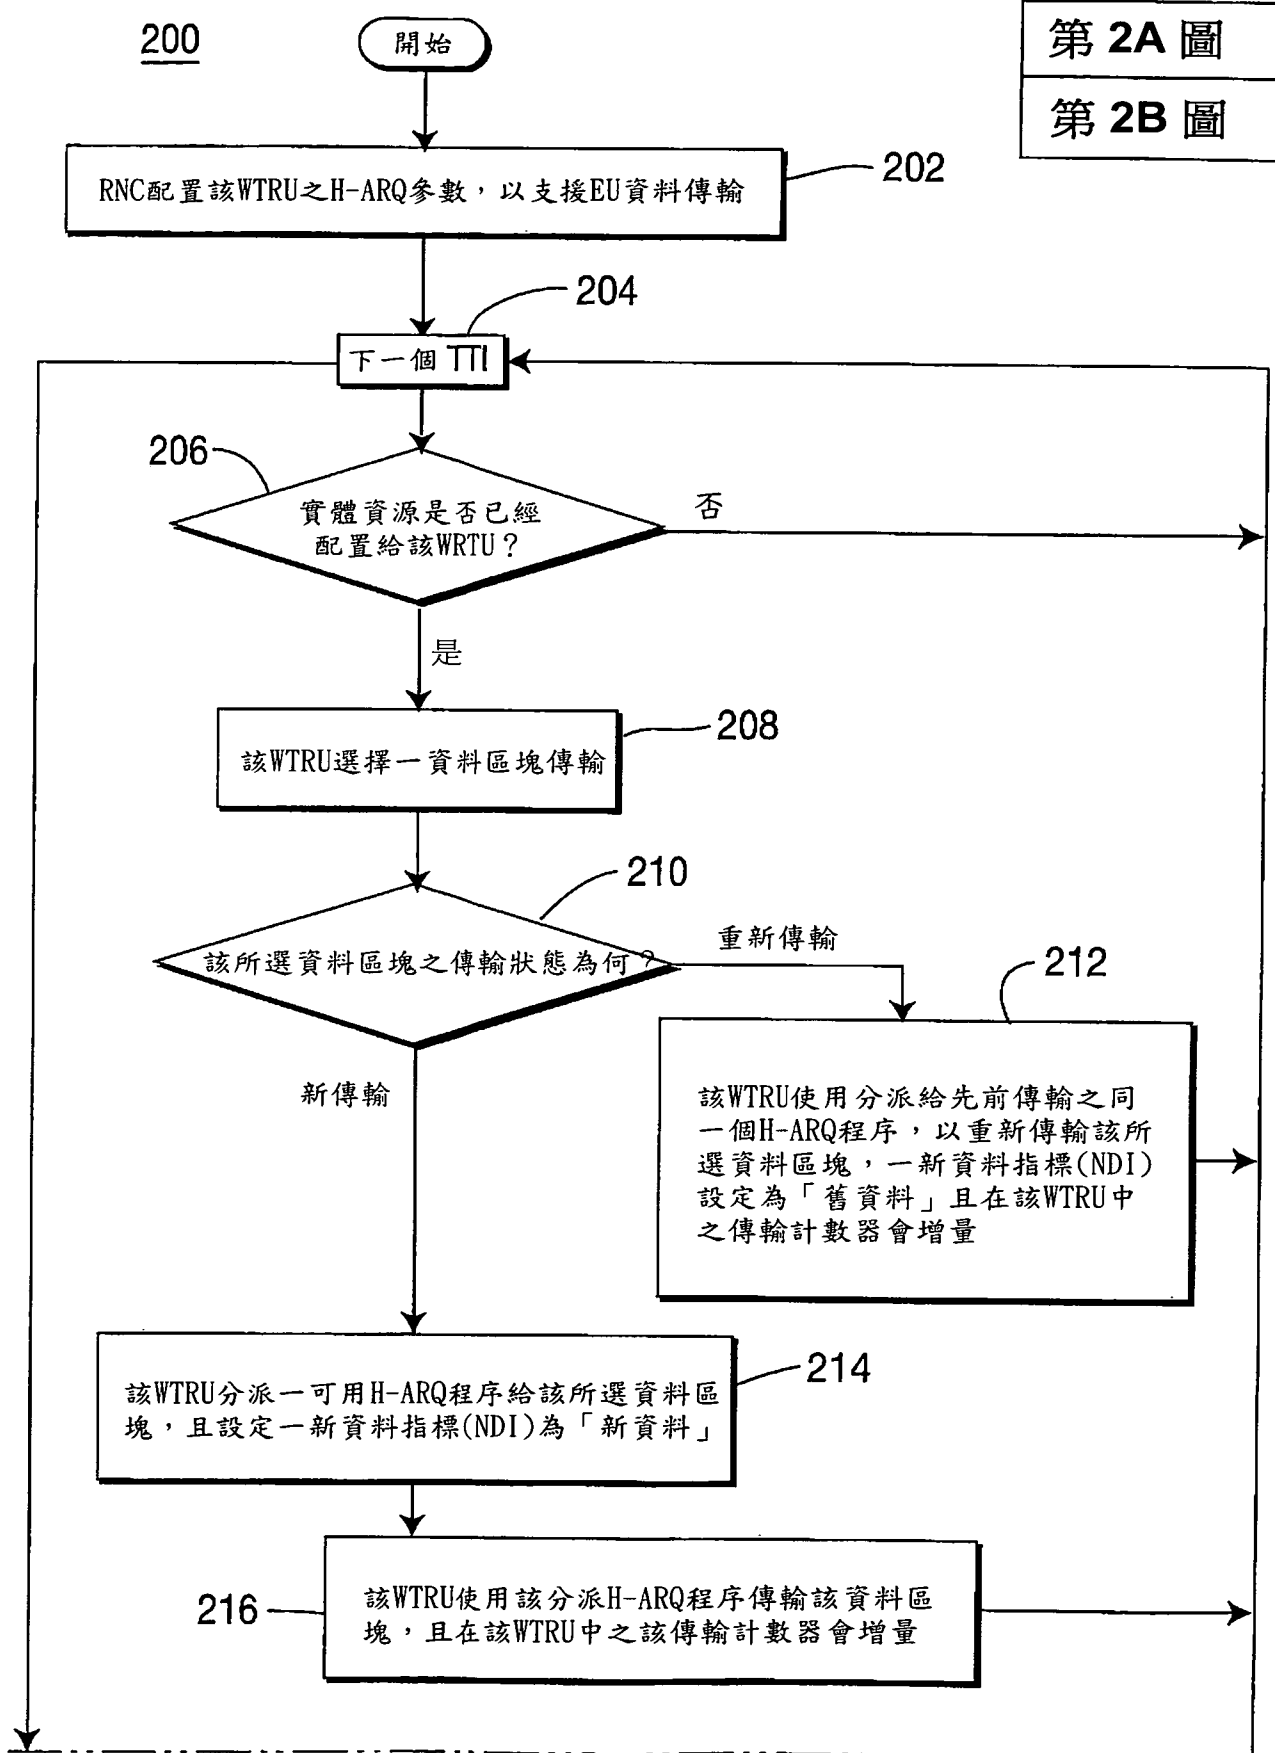 200
開始
第 2A 圖
第 2B 圖
202
RNC配置該WTRU之H-ARQ參數，以支援EU資料傳輸
204
下一個 TTI
206
實體資源是否已經
配置給該WRTU？
否
是
208
該WTRU選擇一資料區塊傳輸
210
該所選資料區塊之傳輸狀態為何？
重新傳輸
212
新傳輸
該WTRU使用分派給先前傳輸之同
一個H-ARQ程序，以重新傳輸該所
選資料區塊，一新資料指標(NDI)
設定為「舊資料」且在該WTRU中
之傳輸計數器會增量
214
該WTRU分派一可用H-ARQ程序給該所選資料區
塊，且設定一新資料指標(NDI)為「新資料」
216
該WTRU使用該分派H-ARQ程序傳輸該資料區
塊，且在該WTRU中之該傳輸計數器會增量